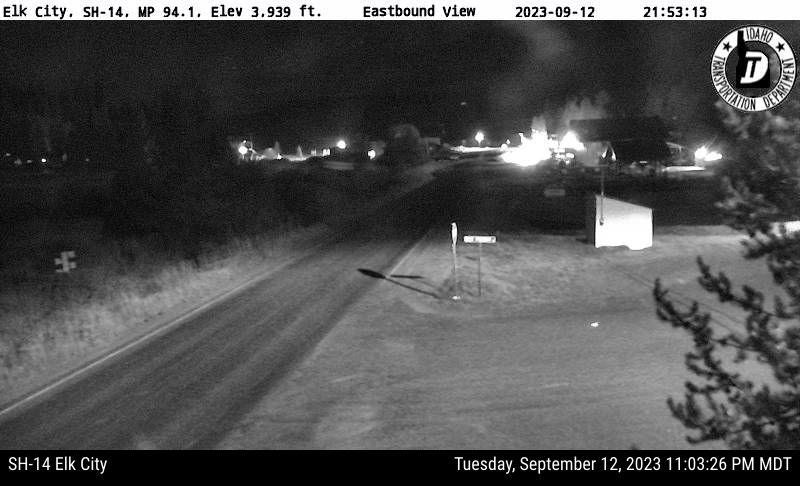 Elk City, SH-14, MP 94.1, Elev 3,939 ft. Eastbound View 2023-09-12 21:53:13
IDAHO
TRANSPORTATION DEPARTMENT
SH-14 Elk City Tuesday, September 12, 2023 11:03:26 PM MDT